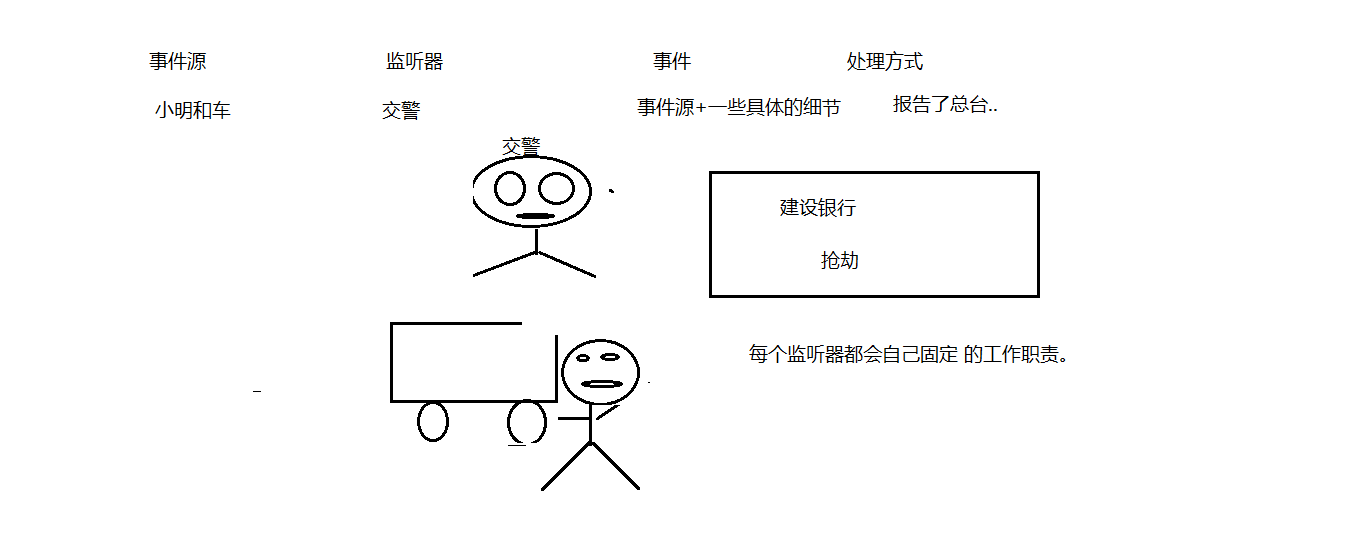 事件源 监听器 事件 处理方式
小明和车 交警 事件源+一些具体的细节 报告了总台..
交警
建设银行
抢劫
每个监听器都会自己固定 的工作职责。